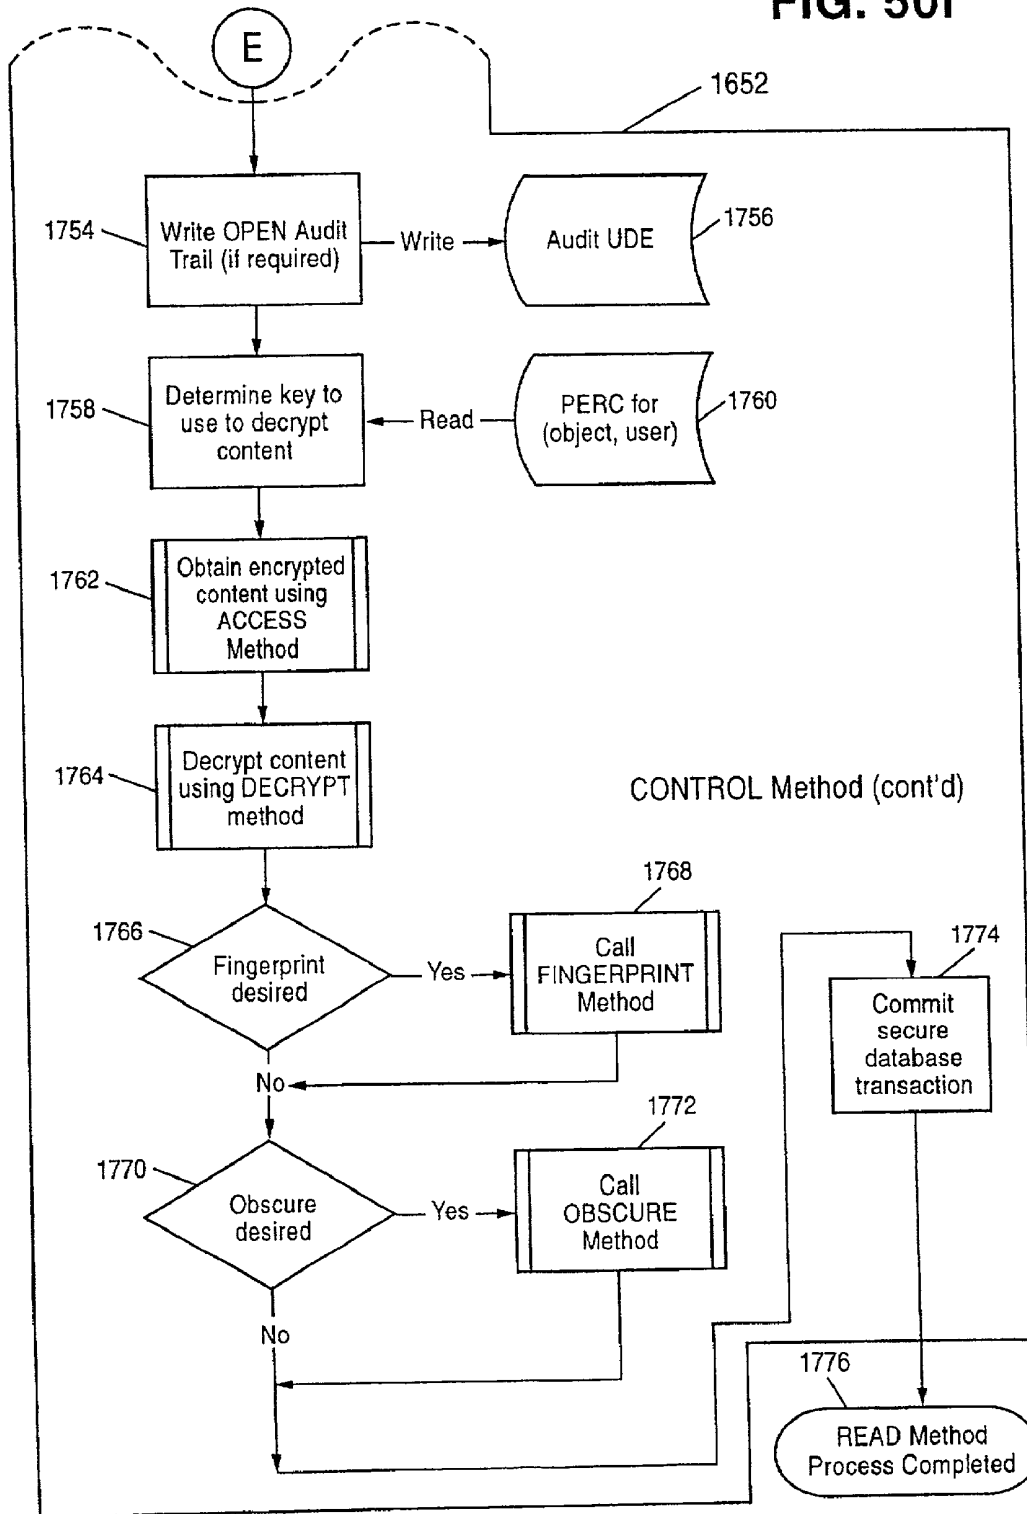 FIG. 50f
E
1652
1754
Write OPEN Audit
Trail (if required)
Write
Audit UDE
1756
1758
Determine key to
use to decrypt
content
Read
PERC for
(object, user)
1760
1762
Obtain encrypted
content using
ACCESS
Method
1764
Decrypt content
using DECRYPT
method
CONTROL Method (cont'd)
1766
Fingerprint
desired
Yes
1768
Call
FINGERPRINT
Method
No
1774
Commit
secure
database
transaction
1770
Obscure
desired
Yes
1772
Call
OBSCURE
Method
No
1776
READ Method
Process Completed